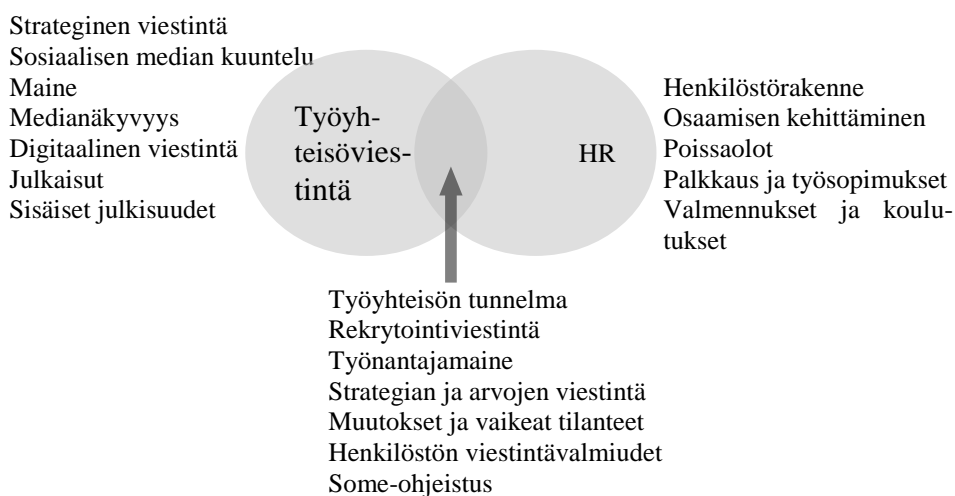 Strateginen viestintä
Sosiaalisen median kuuntelu
Maine
Medianäkyvyys
Digitaalinen viestintä
Julkaisut
Sisäiset julkisuudet
Työyh-
teisövies-
tintä
HR
Henkilöstörakenne
Osaamisen kehittäminen
Poissaolot
Palkkaus ja työsopimukset
Valmennukset ja koulu-
tukset
Työyhteisön tunnelma
Rekrytointiviestintä
Työnantajamaine
Strategian ja arvojen viestintä
Muutokset ja vaikeat tilanteet
Henkilöstön viestintävalmiudet
Some-ohjeistus